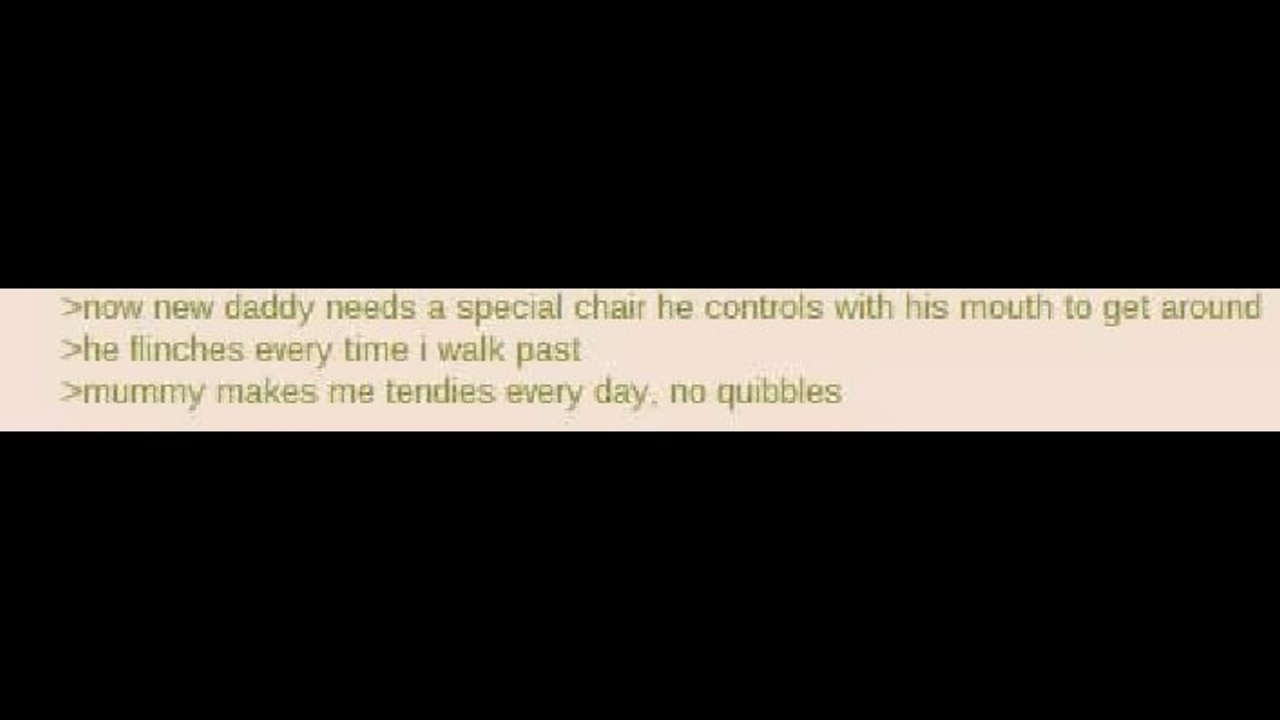 >now new daddy needs a special chair he controls with his mouth to get around
>he flinches every time i walk past
>mummy makes me tendies every day, no quibbles